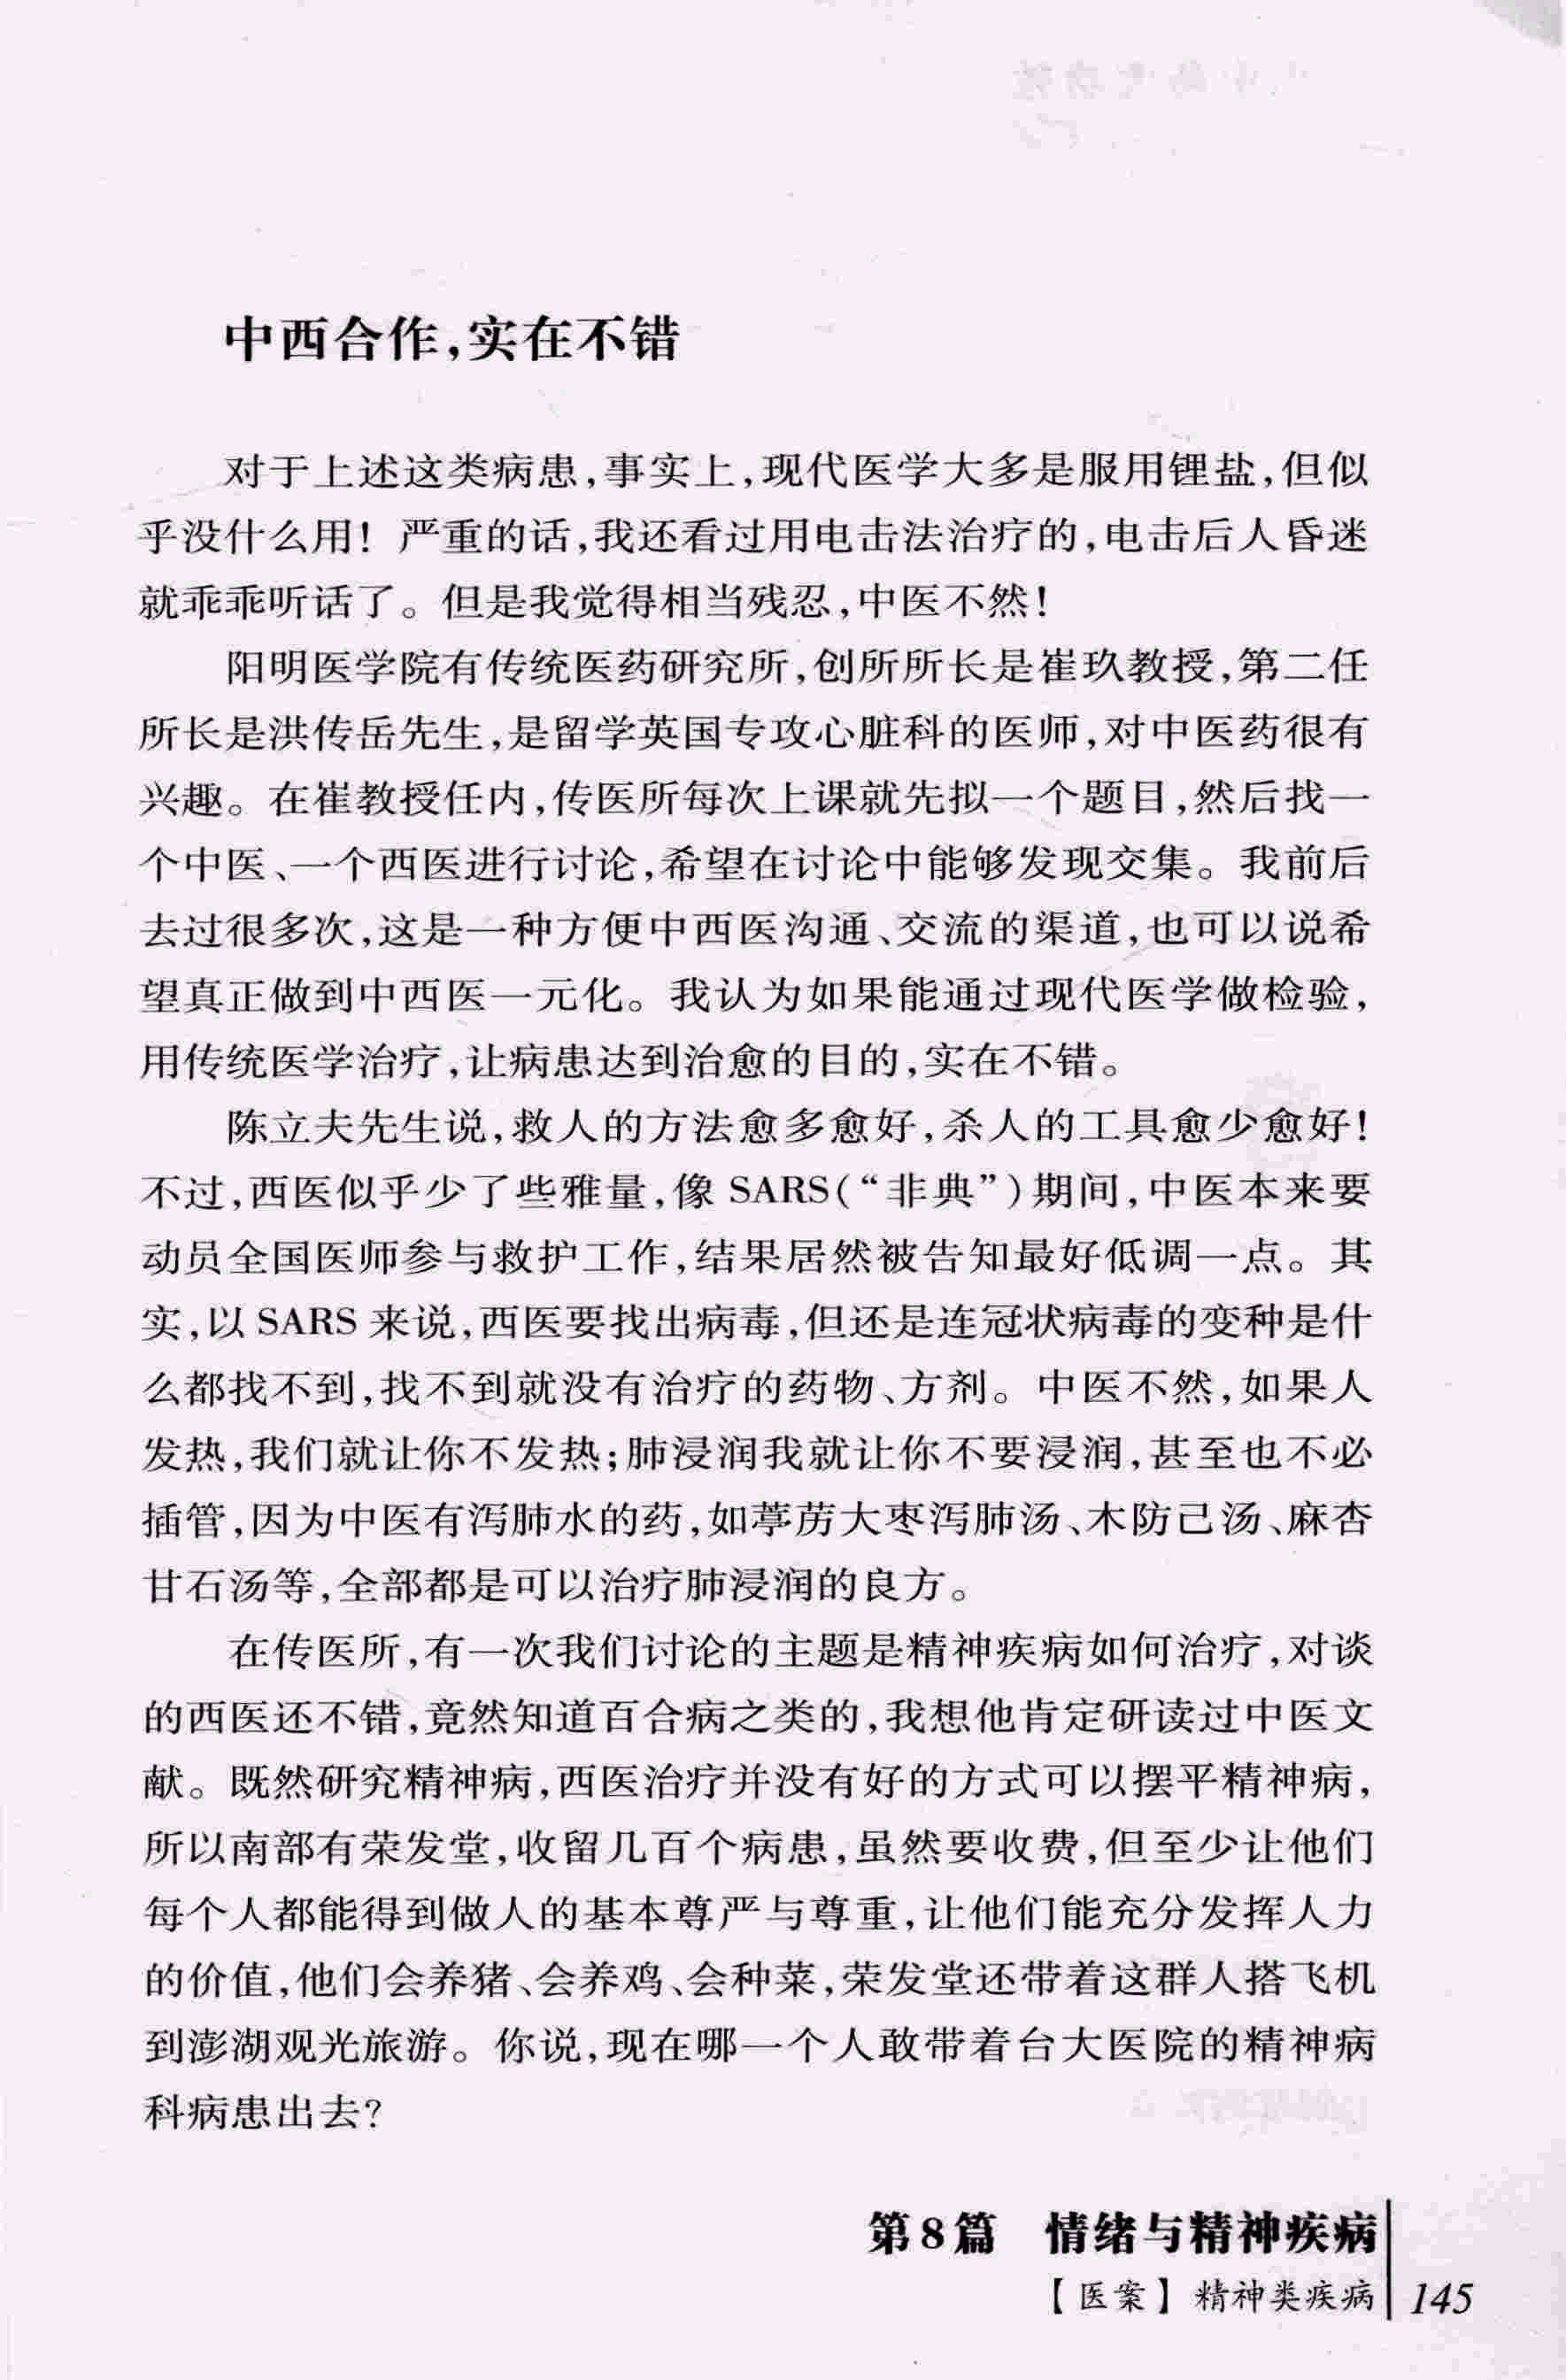 中西合作,实在不错
对于上述这类病患,事实上,现代医学大多是服用锂盐,但似
乎没什么用！严重的话,我还看过用电击法治疗的,电击后人昏迷
就乖乖听话了。但是我觉得相当残忍,中医不然！
阳明医学院有传统医药研究所,创所所长是崔玖教授,第二任
所长是洪传岳先生,是留学英国专攻心脏科的医师,对中医药很有
兴趣。在崔教授任内,传医所每次上课就先拟一个题目,然后找一
个中医、一个西医进行讨论,希望在讨论中能够发现交集。我前后
去过很多次,这是一种方便中西医沟通、交流的渠道,也可以说希
望真正做到中西医一元化。我认为如果能通过现代医学做检验,
用传统医学治疗,让病患达到治愈的目的,实在不错。
陈立夫先生说,救人的方法愈多愈好,杀人的工具愈少愈好！
不过,西医似乎少了些雅量,像 SARS(“非典”)期间,中医本来要
动员全国医师参与救护工作,结果居然被告知最好低调一点。其
实,以 SARS 来说,西医要找出病毒,但还是连冠状病毒的变种是什
么都找不到,找不到就没有治疗的药物、方剂。中医不然,如果人
发热,我们就让你不发热;肺浸润我就让你不要浸润,甚至也不必
插管,因为中医有泻肺水的药,如葶苈大枣泻肺汤、木防己汤、麻杏
甘石汤等,全部都是可以治疗肺浸润的良方。
在传医所,有一次我们讨论的主题是精神疾病如何治疗,对谈
的西医还不错,竟然知道百合病之类的,我想他肯定研读过中医文
献。既然研究精神病,西医治疗并没有好的方式可以摆平精神病,
所以南部有荣发堂,收留几百个病患,虽然要收费,但至少让他们
每个人都能得到做人的基本尊严与尊重,让他们能充分发挥人力
的价值,他们会养猪、会养鸡、会种菜,荣发堂还带着这群人搭飞机
到澎湖观光旅游。你说,现在哪一个人敢带着台大医院的精神病
科病患出去?
第8篇 情绪与精神疾病
【医案】精神类疾病 145